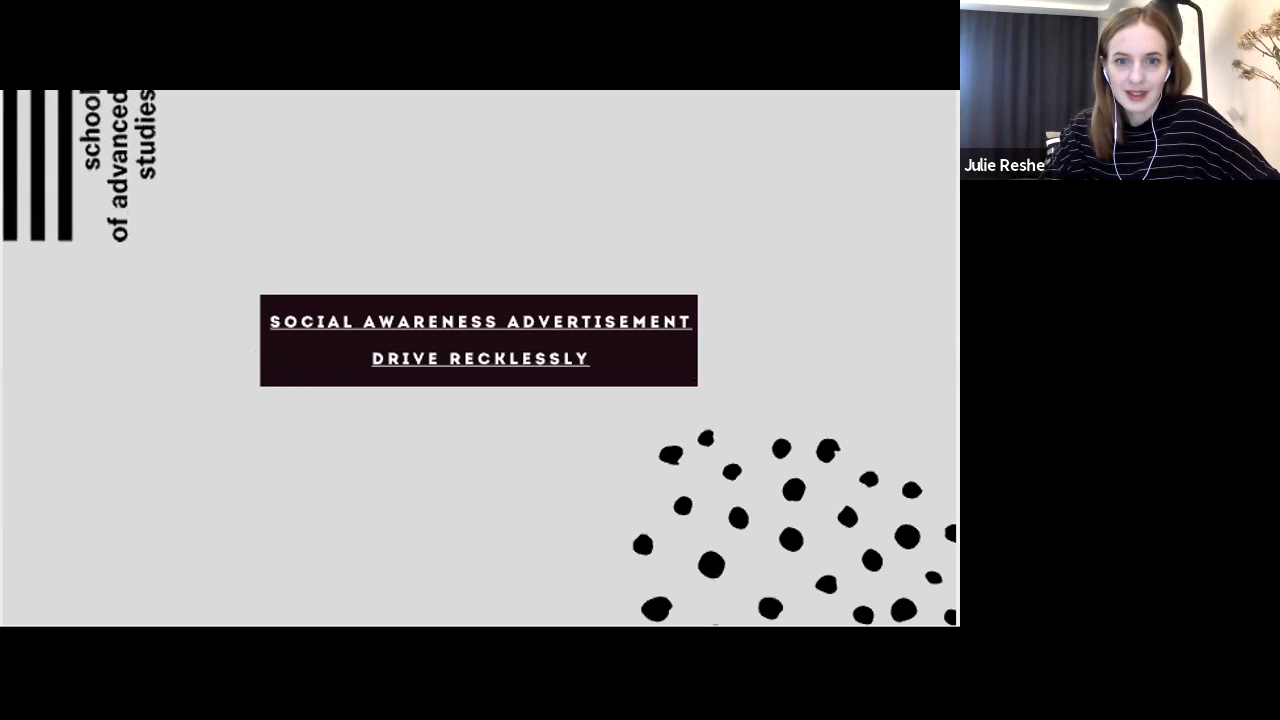 school
of advanced
studies
SOCIAL AWARENESS ADVERTISEMENT
DRIVE RECKLESSLY
Julie Reshe